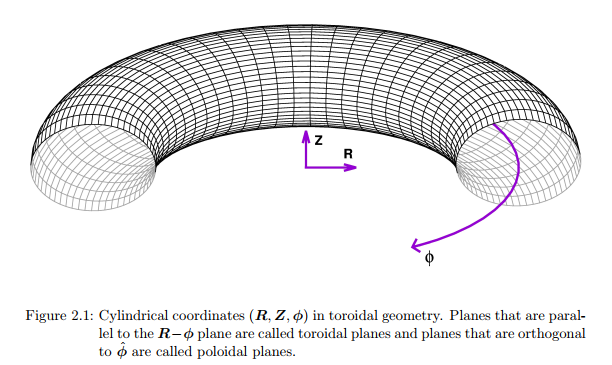 Z
R
ϕ
Figure 2.1: Cylindrical coordinates (R, Z, ϕ) in toroidal geometry. Planes that are paral-
lel to the R−ϕ plane are called toroidal planes and planes that are orthogonal
to ϕ̂ are called poloidal planes.